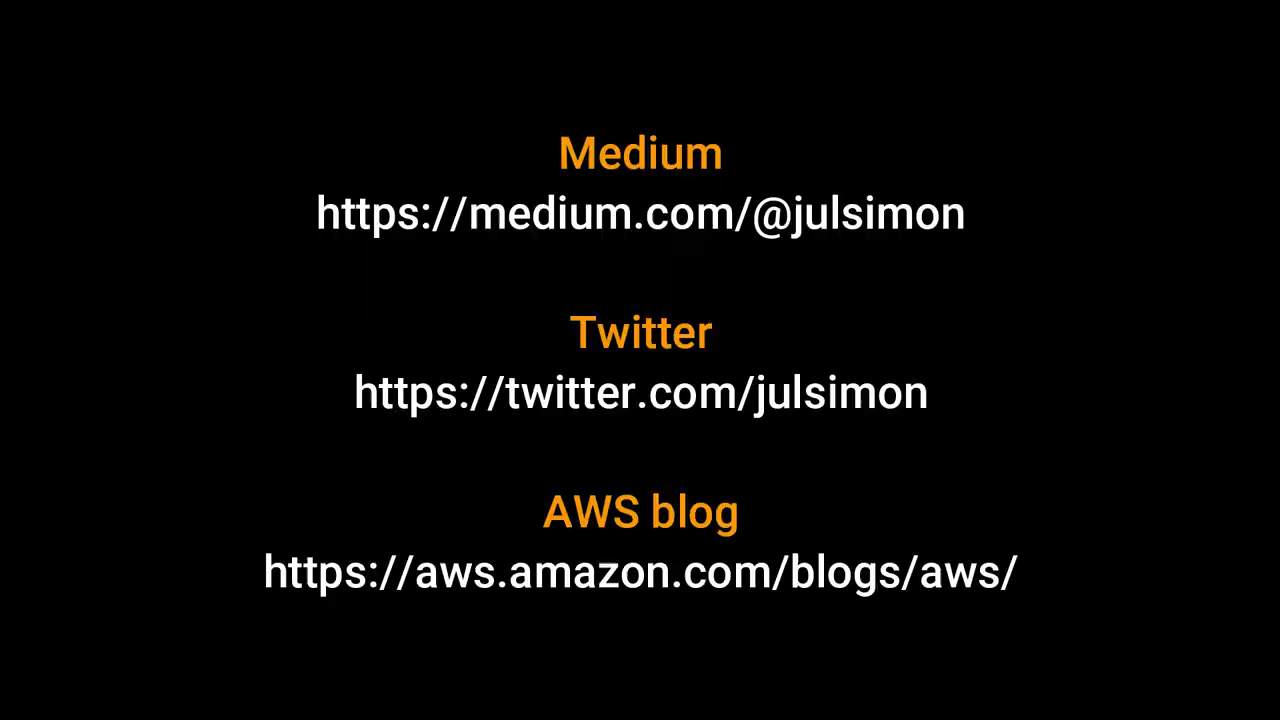 Medium
https://medium.com/@julsimon
Twitter
https://twitter.com/julsimon
AWS blog
https://aws.amazon.com/blogs/aws/